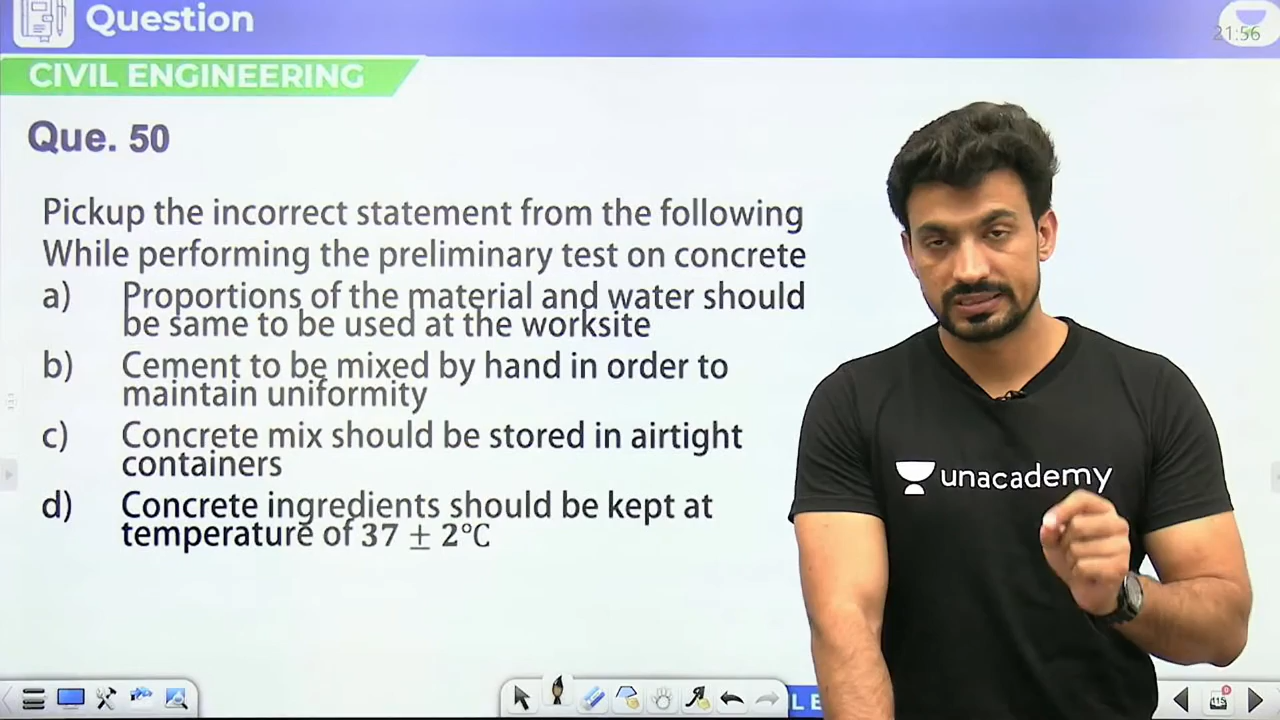 Question
21:56
CIVIL ENGINEERING
Que. 50
Pickup the incorrect statement from the following
While performing the preliminary test on concrete
a) Proportions of the material and water should
be same to be used at the worksite
b) Cement to be mixed by hand in order to
maintain uniformity
c) Concrete mix should be stored in airtight
containers
d) Concrete ingredients should be kept at
temperature of 37 ± 2°C
unacademy
L E
115